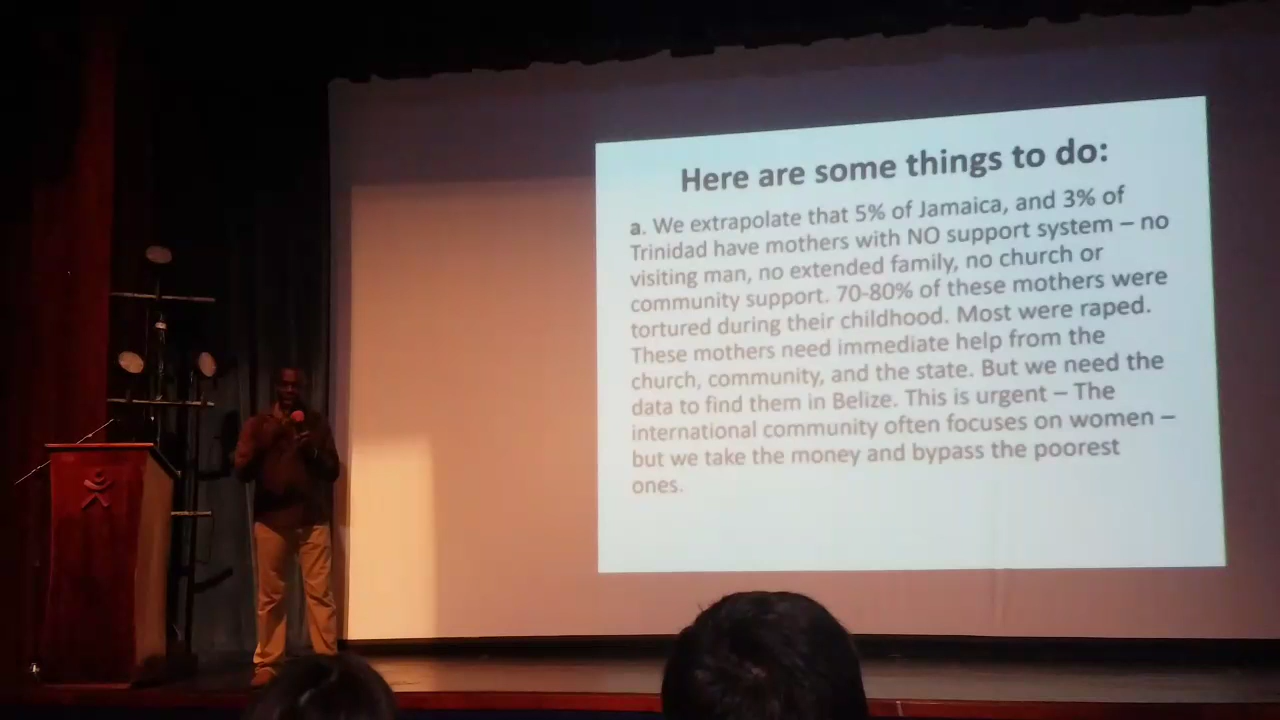 Here are some things to do:
a. We extrapolate that 5% of Jamaica, and 3% of
Trinidad have mothers with NO support system – no
visiting man, no extended family, no church or
community support. 70-80% of these mothers were
tortured during their childhood. Most were raped.
These mothers need immediate help from the
church, community, and the state. But we need the
data to find them in Belize. This is urgent – The
international community often focuses on women –
but we take the money and bypass the poorest
ones.